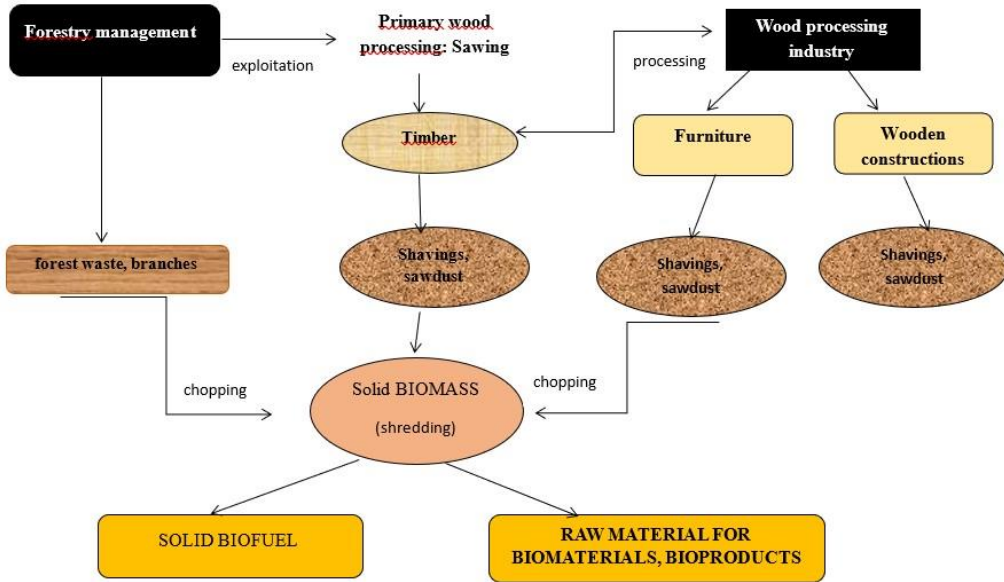 Forestry management
exploitation
Primary wood
processing: Sawing
processing
Wood processing
industry
Timber
Furniture
Wooden
constructions
forest waste, branches
Shavings,
sawdust
Shavings,
sawdust
Shavings,
sawdust
chopping
Solid BIOMASS
(shredding)
chopping
SOLID BIOFUEL
RAW MATERIAL FOR
BIOMATERIALS, BIOPRODUCTS